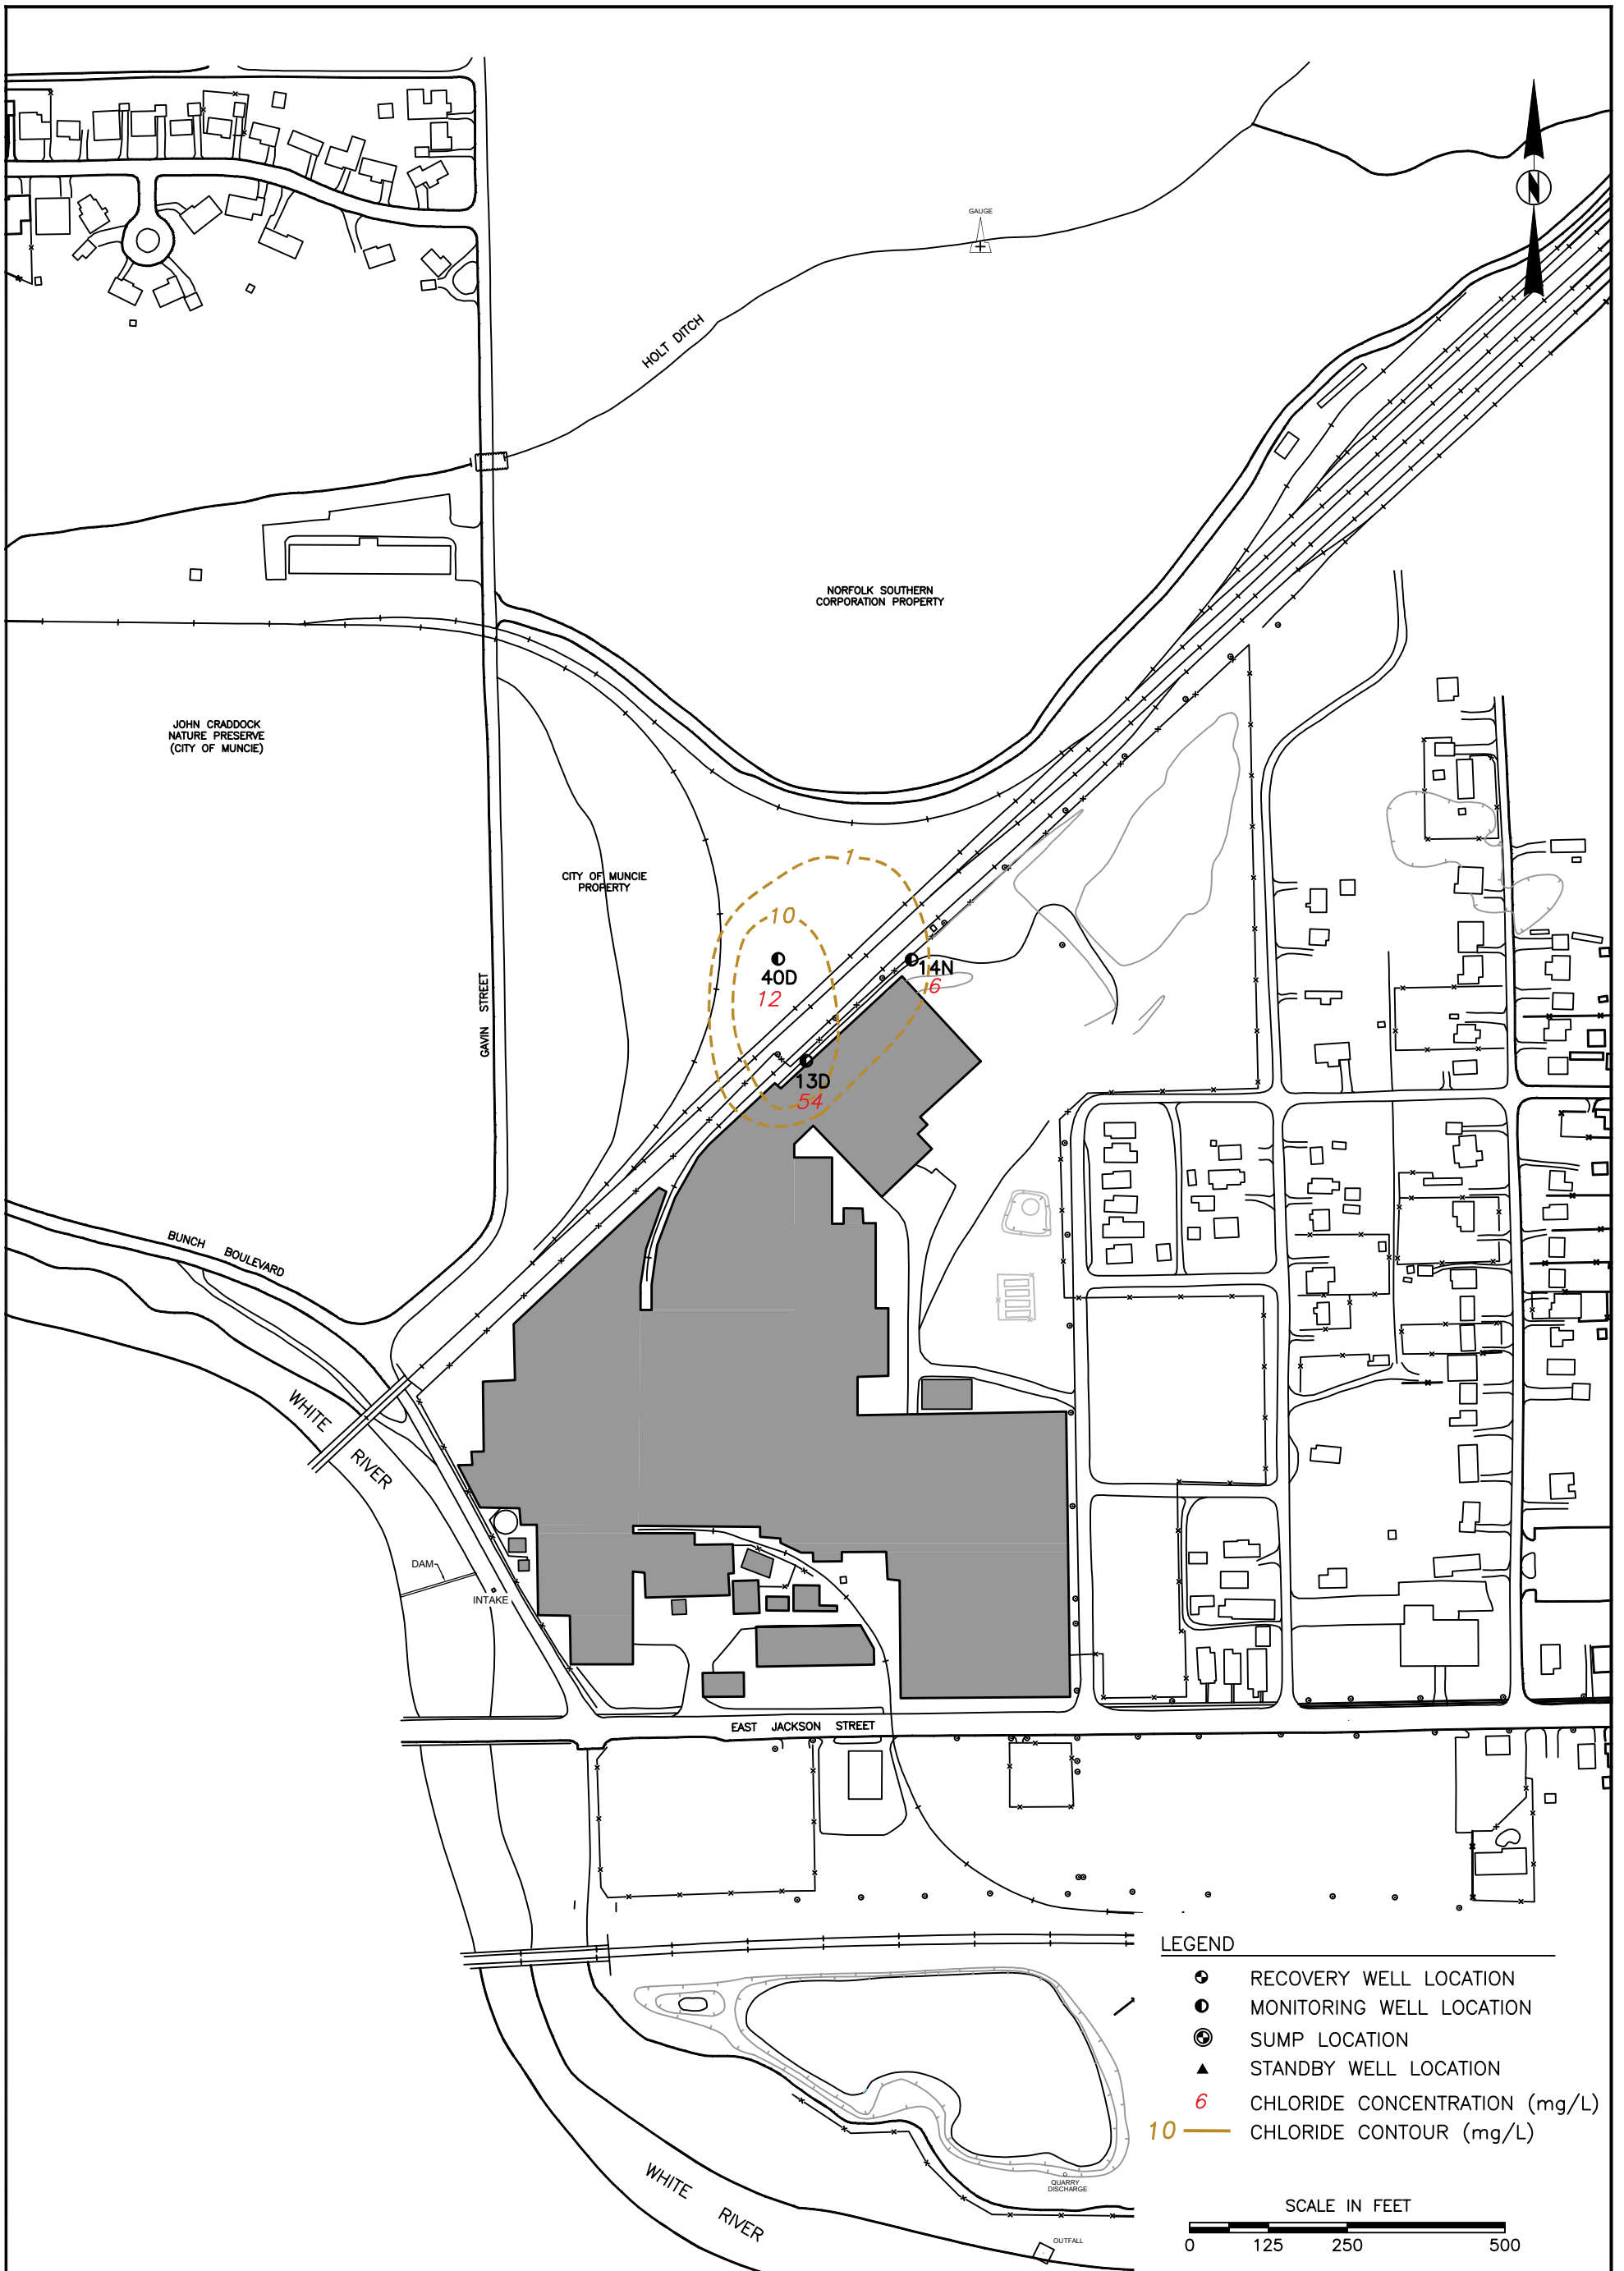 GAUGE
N
HOLT DITCH
NORFOLK SOUTHERN
CORPORATION PROPERTY
JOHN CRADDOCK
NATURE PRESERVE
(CITY OF MUNCIE)
CITY OF MUNCIE
PROPERTY
GAVIN STREET
1
10
40D
12
14N
6
13D
54
BUNCH BOULEVARD
WHITE RIVER
DAM
INTAKE
EAST JACKSON STREET
LEGEND
RECOVERY WELL LOCATION
MONITORING WELL LOCATION
SUMP LOCATION
STANDBY WELL LOCATION
6 CHLORIDE CONCENTRATION (mg/L)
10 CHLORIDE CONTOUR (mg/L)
QUARRY
DISCHARGE
WHITE RIVER
OUTFALL
SCALE IN FEET
0 125 250 500